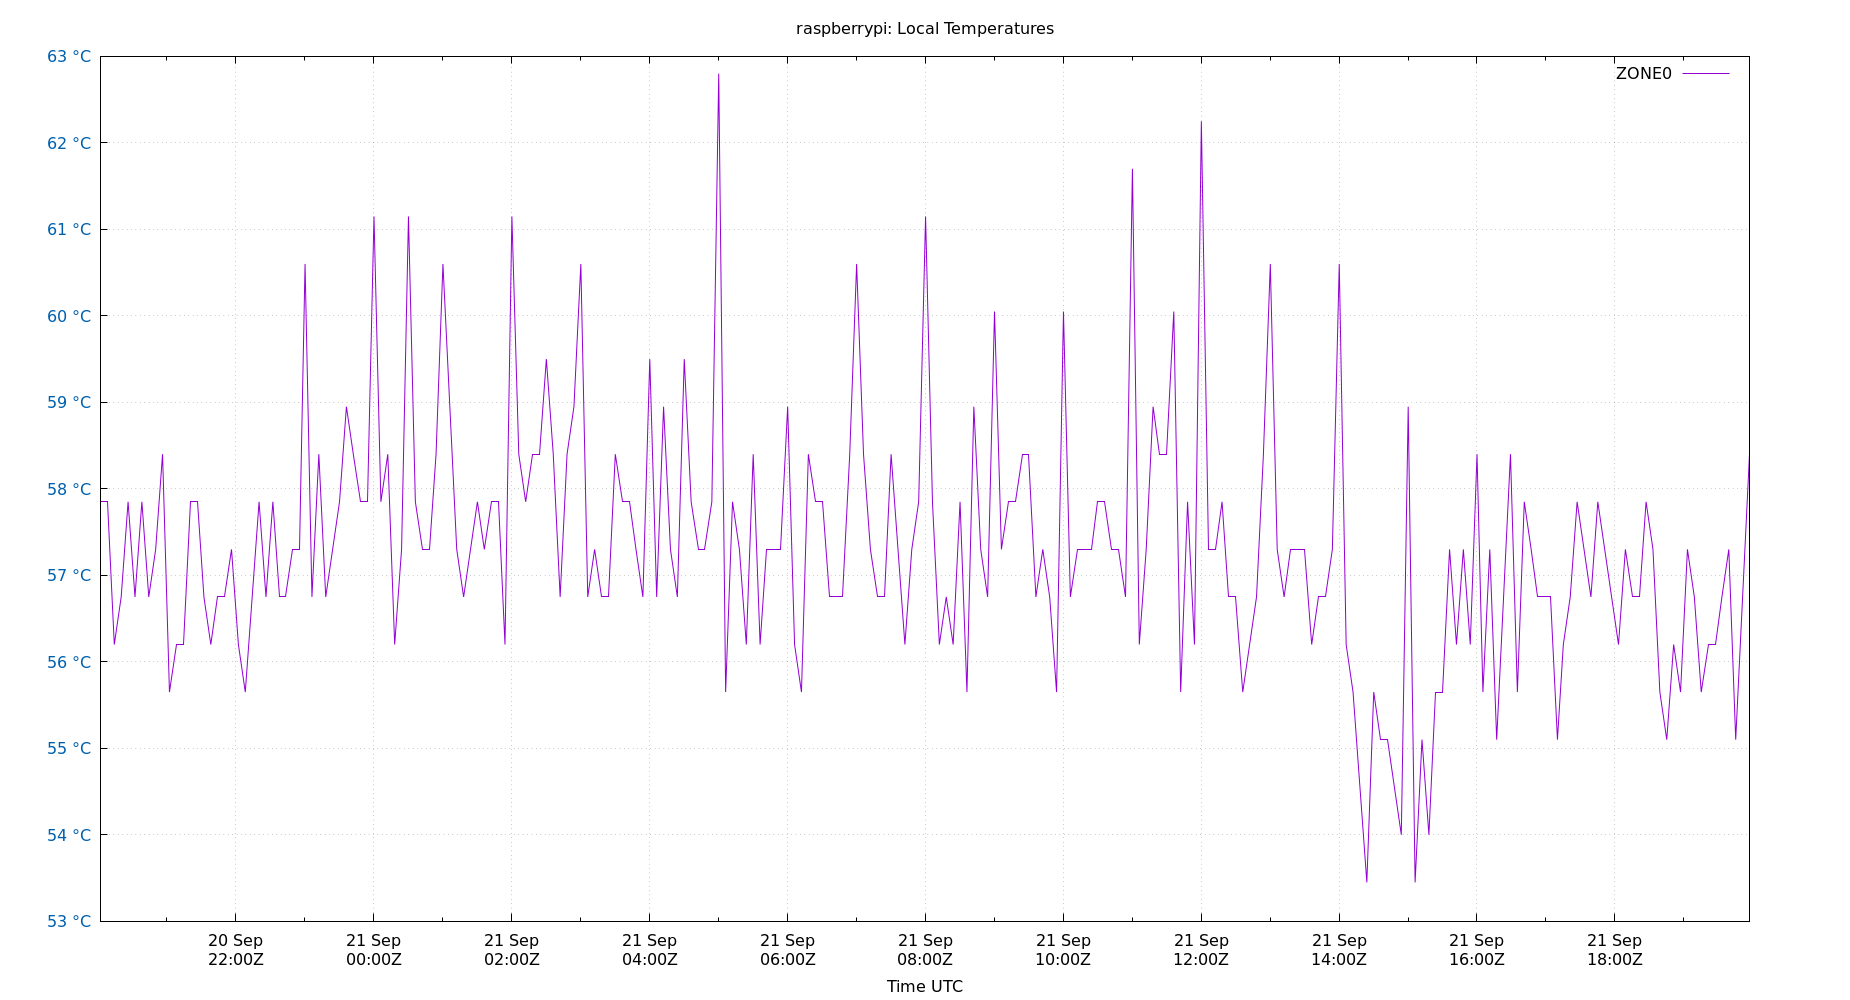 raspberrypi: Local Temperatures
63 °C
ZONE0
62 °C
61 °C
60 °C
59 °C
58 °C
57 °C
56 °C
55 °C
54 °C
53 °C
20 Sep 21 Sep 21 Sep 21 Sep 21 Sep 21 Sep 21 Sep 21 Sep 21 Sep 21 Sep 21 Sep
22:00Z 00:00Z 02:00Z 04:00Z 06:00Z 08:00Z 10:00Z 12:00Z 14:00Z 16:00Z 18:00Z
Time UTC